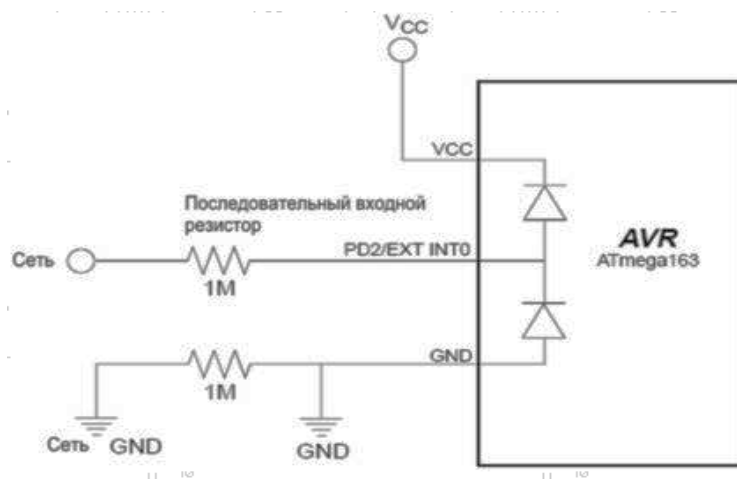 VCC
VCC
Последовательный входной
резистор
AVR
ATmega163
Сеть
PD2/EXT INT0
1M
GND
1M
Сеть GND
GND